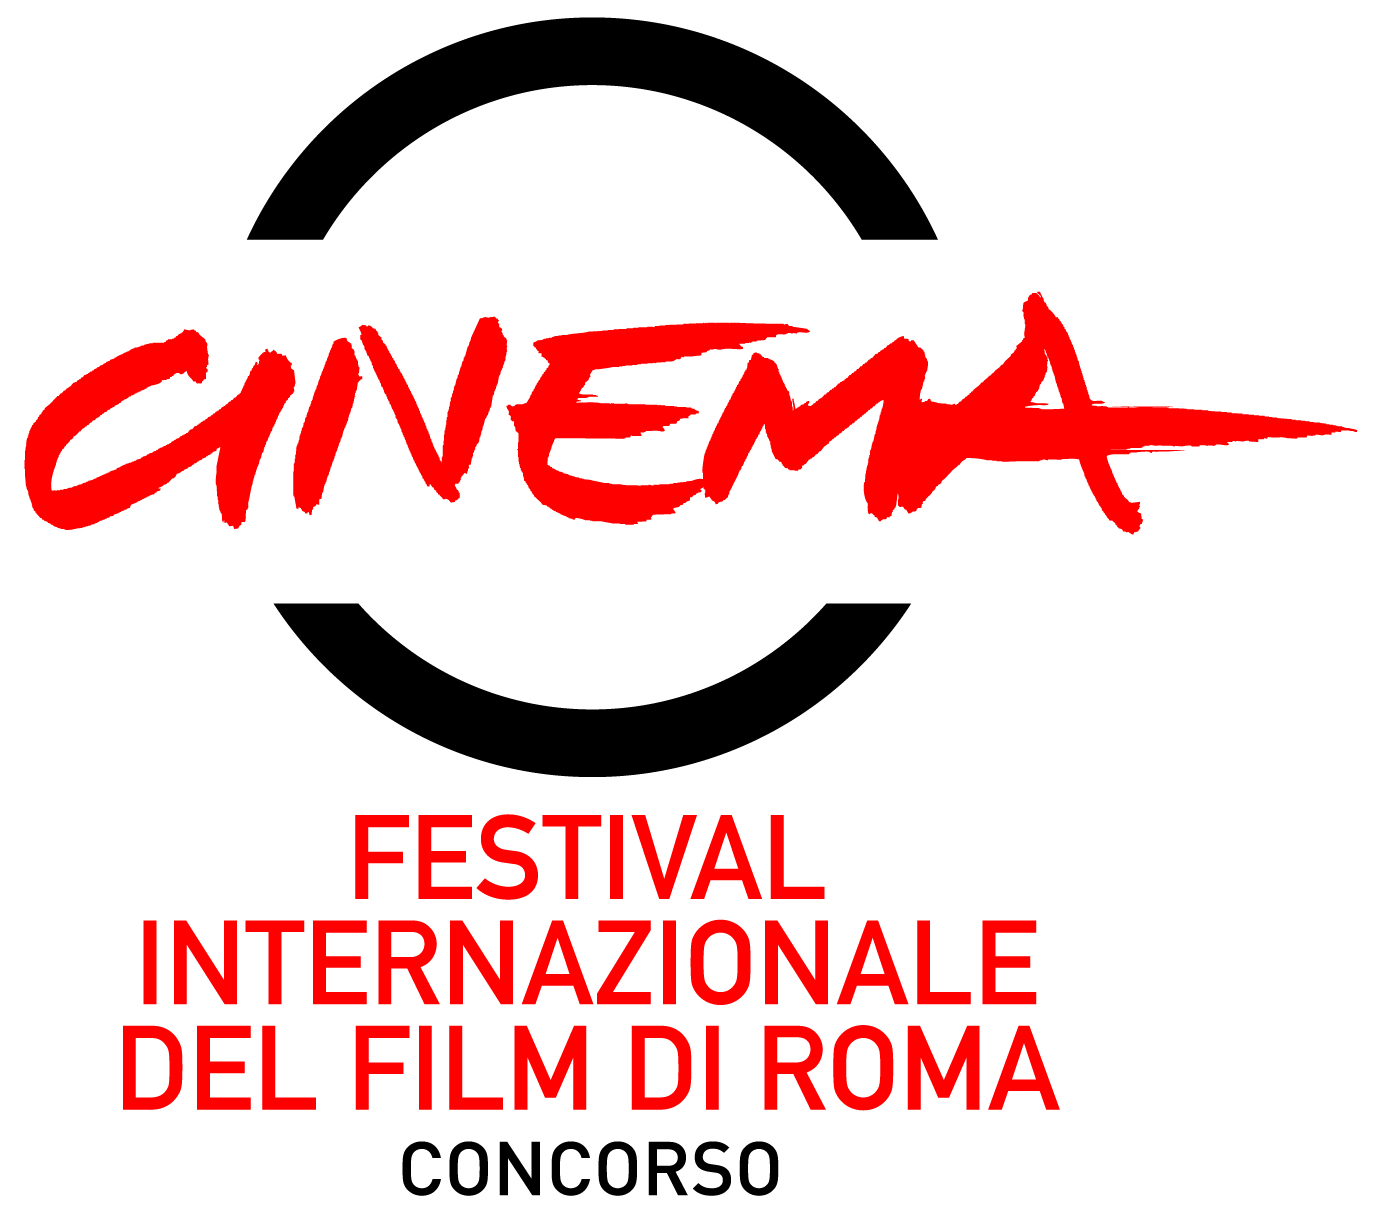 CINEMA
FESTIVAL
INTERNAZIONALE
DEL FILM DI ROMA
CONCORSO